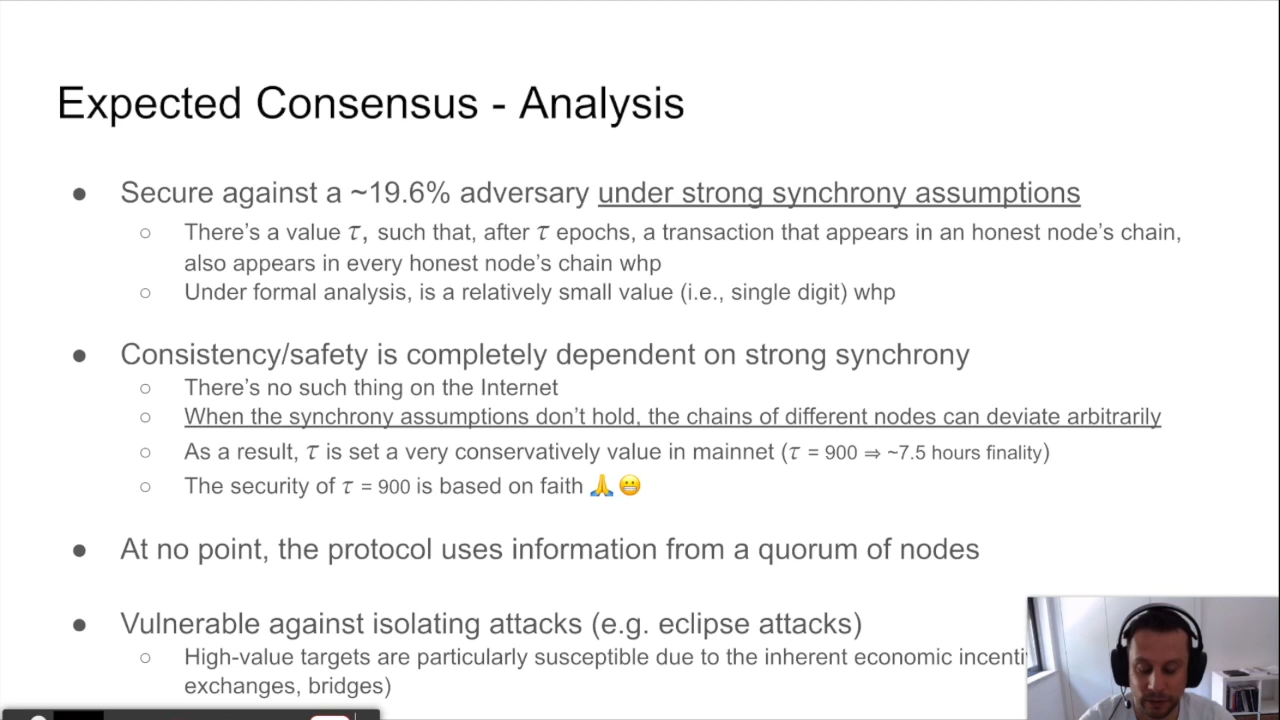 Expected Consensus - Analysis
● Secure against a ~19.6% adversary under strong synchrony assumptions
○ There's a value τ, such that, after τ epochs, a transaction that appears in an honest node's chain,
also appears in every honest node's chain whp
○ Under formal analysis, is a relatively small value (i.e., single digit) whp
● Consistency/safety is completely dependent on strong synchrony
○ There's no such thing on the Internet
○ When the synchrony assumptions don't hold, the chains of different nodes can deviate arbitrarily
○ As a result, τ is set a very conservatively value in mainnet (τ = 900 ⇒ ~7.5 hours finality)
○ The security of τ = 900 is based on faith 🙏😬
● At no point, the protocol uses information from a quorum of nodes
● Vulnerable against isolating attacks (e.g. eclipse attacks)
○ High-value targets are particularly susceptible due to the inherent economic
exchanges, bridges)